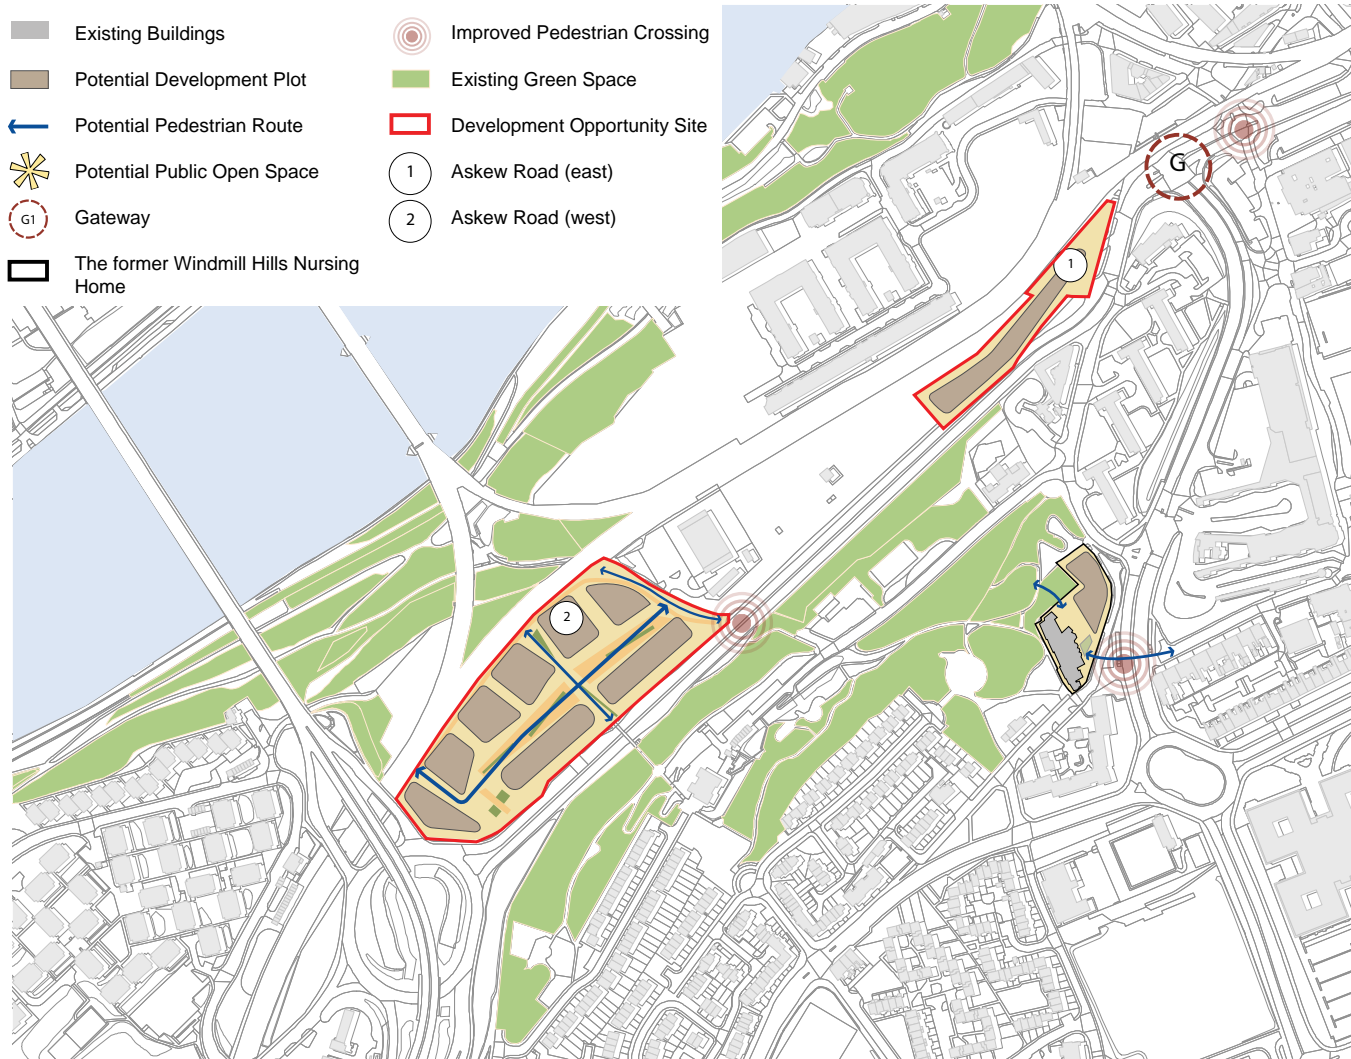 Existing Buildings
Potential Development Plot
Potential Pedestrian Route
Potential Public Open Space
G1 Gateway
The former Windmill Hills Nursing
Home
Improved Pedestrian Crossing
Existing Green Space
Development Opportunity Site
1 Askew Road (east)
2 Askew Road (west)
G
1
2